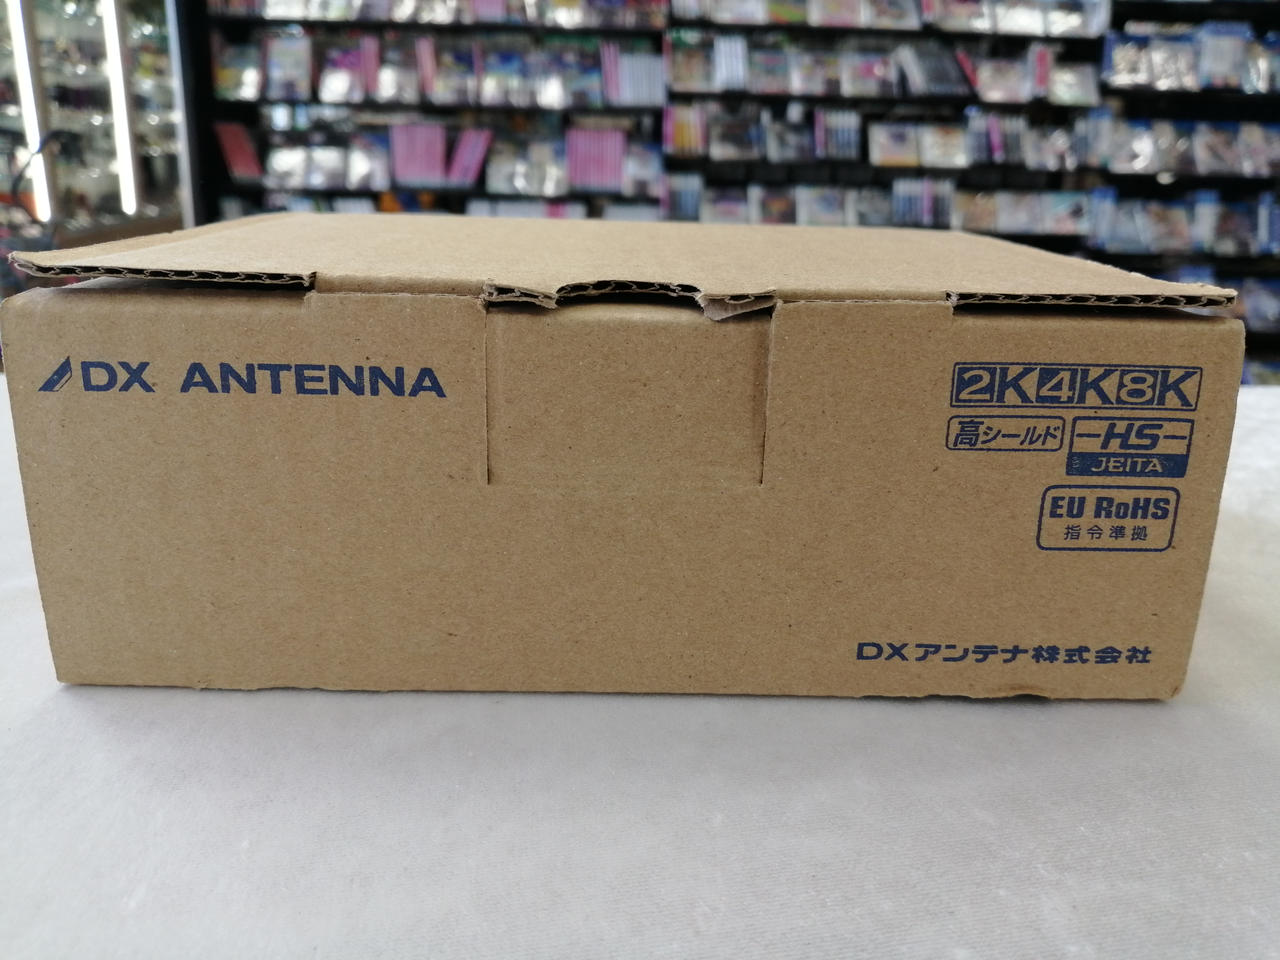 DX ANTENNA
2K4K8K
高シールド
HS
JEITA
EU RoHS
指令準拠
DXアンテナ株式会社